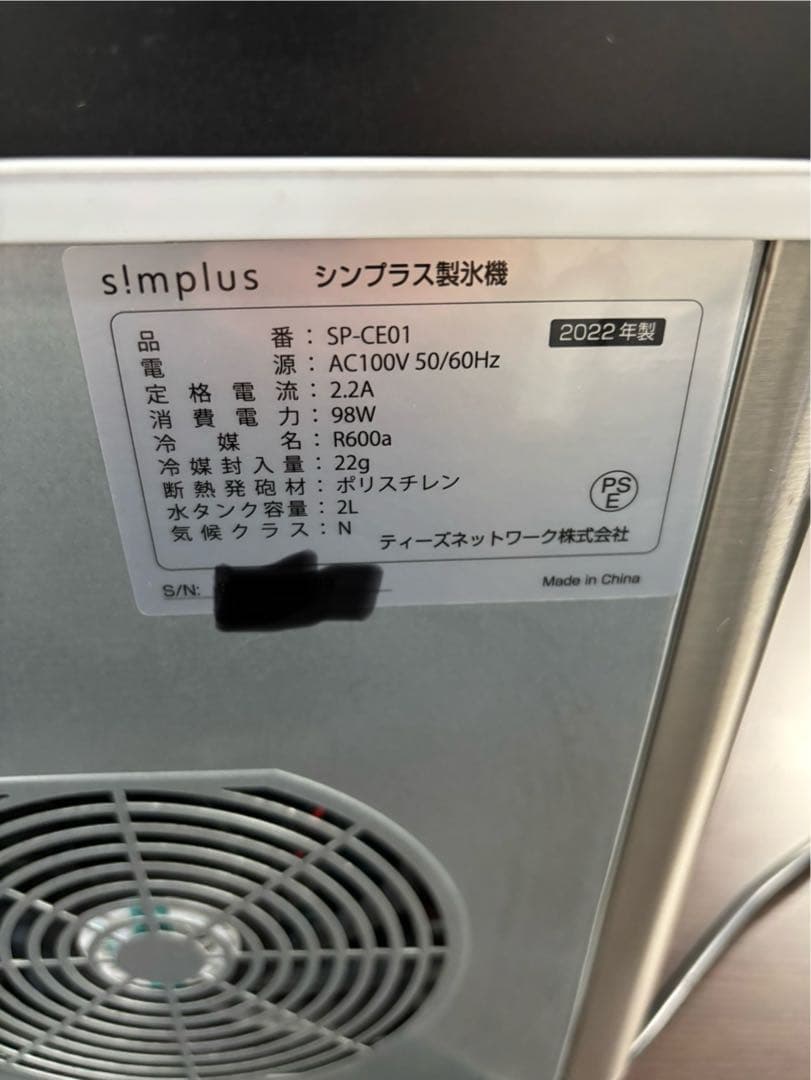 s!mplus シンプラス製氷機
品番：SP-CE01 2022年製
電源：AC100V 50/60Hz
定格電流：2.2A
消費電力：98W
冷媒名：R600a
冷媒封入量：22g
断熱発砲材：ポリスチレン
水タンク容量：2L
気候クラス：N
PSE
ティーズネットワーク株式会社
S/N:
Made in China